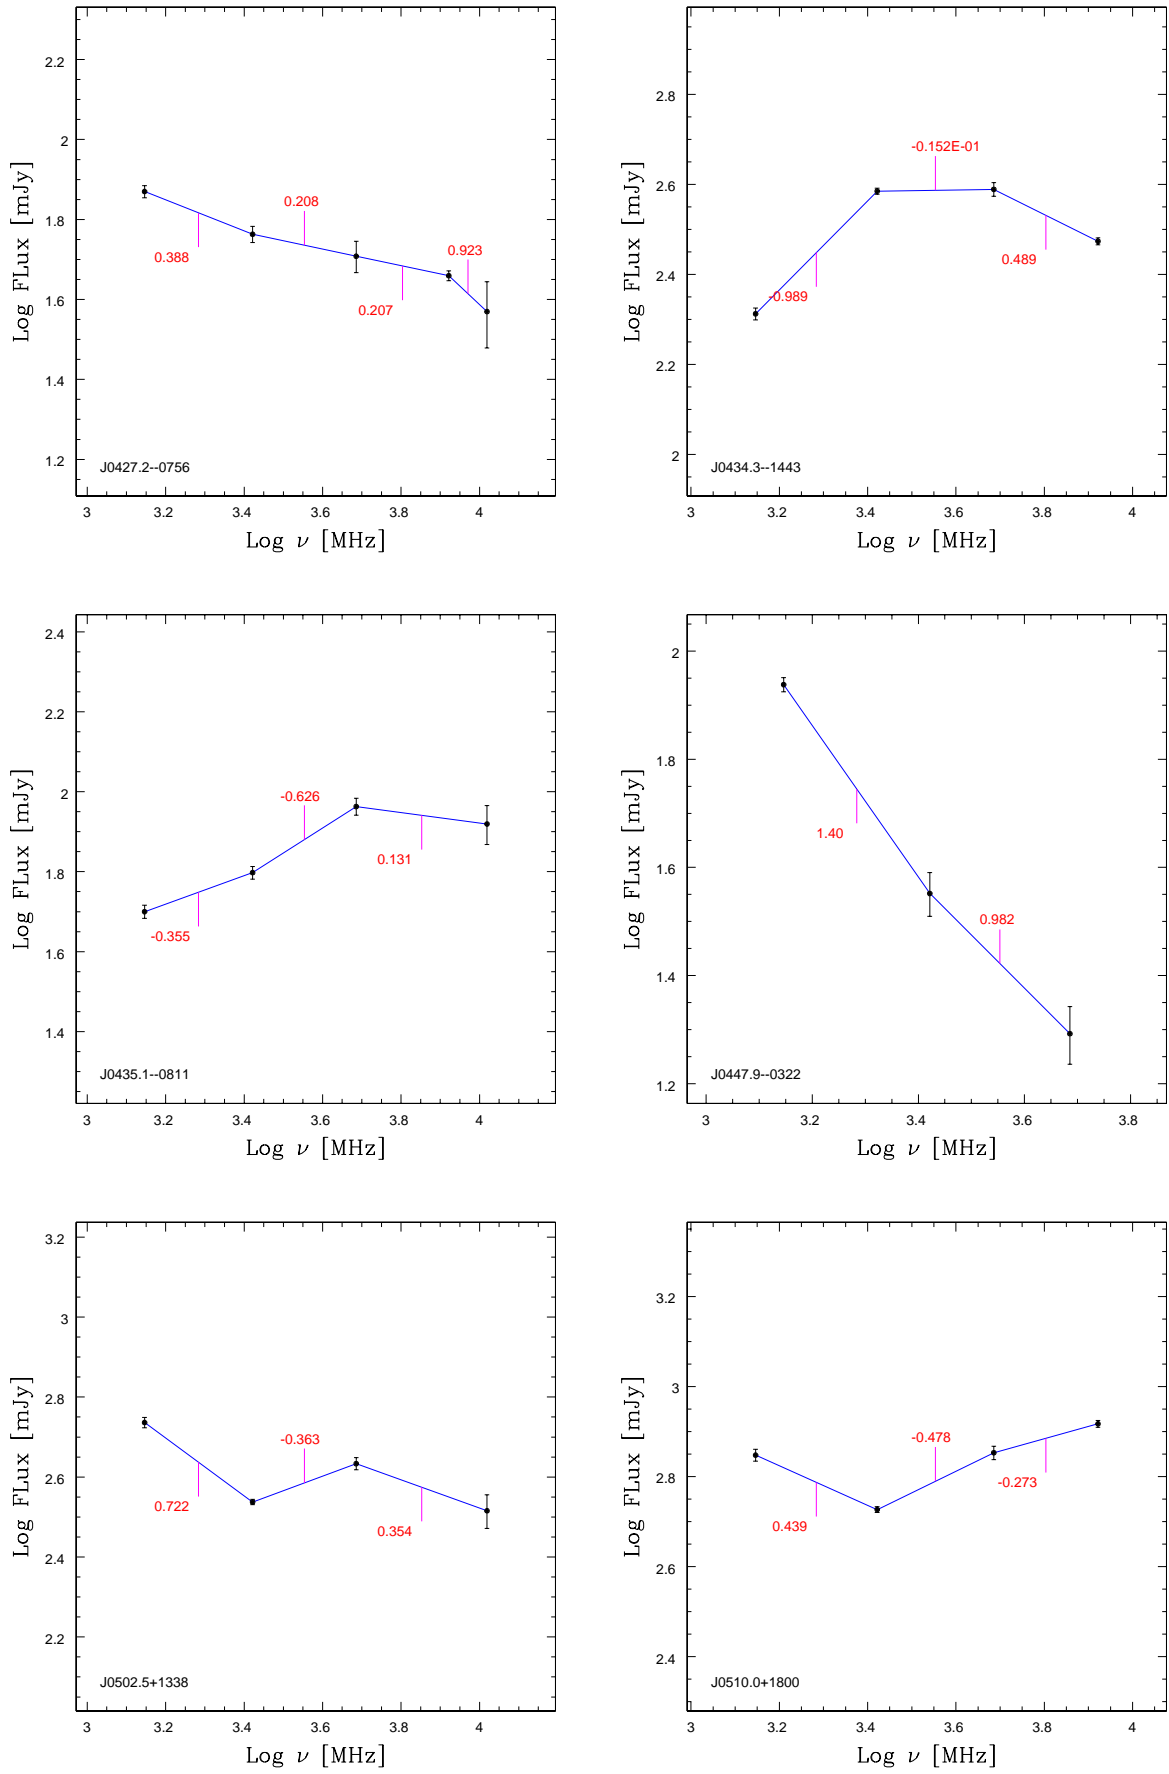 2.2
2
1.8
1.6
1.4
1.2
Log FLux [mJy]
0.388
0.208
0.207
0.923
J0427.2--0756
3 3.2 3.4 3.6 3.8 4
Log ν [MHz]
2.8
2.6
2.4
2.2
2
Log FLux [mJy]
-0.989
-0.152E-01
0.489
J0434.3--1443
3 3.2 3.4 3.6 3.8 4
Log ν [MHz]
2.4
2.2
2
1.8
1.6
1.4
Log FLux [mJy]
-0.355
-0.626
0.131
J0435.1--0811
3 3.2 3.4 3.6 3.8 4
Log ν [MHz]
2
1.8
1.6
1.4
1.2
Log FLux [mJy]
1.40
0.982
J0447.9--0322
3 3.2 3.4 3.6 3.8
Log ν [MHz]
3.2
3
2.8
2.6
2.4
2.2
Log FLux [mJy]
0.722
-0.363
0.354
J0502.5+1338
3 3.2 3.4 3.6 3.8 4
Log ν [MHz]
3.2
3
2.8
2.6
2.4
Log FLux [mJy]
0.439
-0.478
-0.273
J0510.0+1800
3 3.2 3.4 3.6 3.8 4
Log ν [MHz]